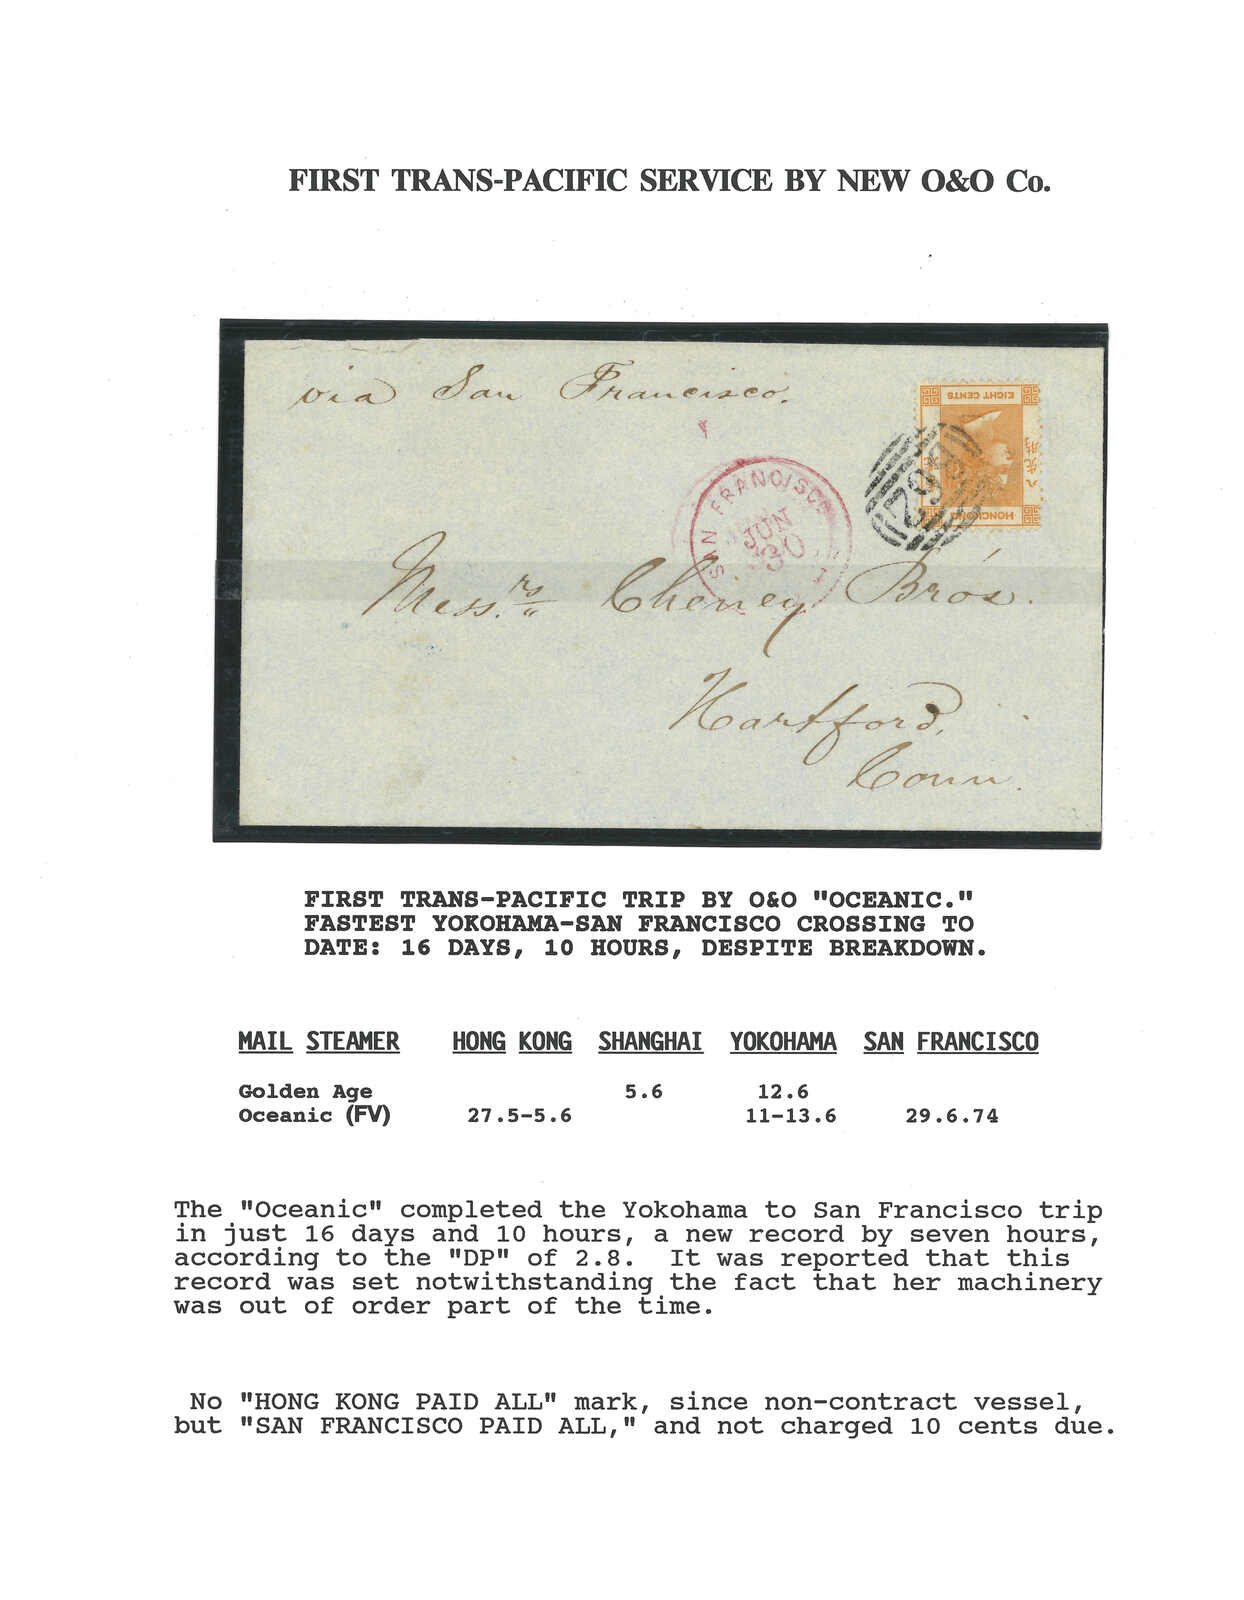 FIRST TRANS-PACIFIC SERVICE BY NEW O&O Co.
via San Francisco.
EIGHT CENTS
HONG KONG
SAN FRANCISCO
JUN
30
Messrs Cheney Bros.
Hartford,
Conn.
FIRST TRANS-PACIFIC TRIP BY O&O "OCEANIC."
FASTEST YOKOHAMA-SAN FRANCISCO CROSSING TO
DATE: 16 DAYS, 10 HOURS, DESPITE BREAKDOWN.
MAIL STEAMER HONG KONG SHANGHAI YOKOHAMA SAN FRANCISCO
Golden Age 5.6 12.6
Oceanic (FV) 27.5-5.6 11-13.6 29.6.74
The "Oceanic" completed the Yokohama to San Francisco trip
in just 16 days and 10 hours, a new record by seven hours,
according to the "DP" of 2.8. It was reported that this
record was set notwithstanding the fact that her machinery
was out of order part of the time.
No "HONG KONG PAID ALL" mark, since non-contract vessel,
but "SAN FRANCISCO PAID ALL," and not charged 10 cents due.